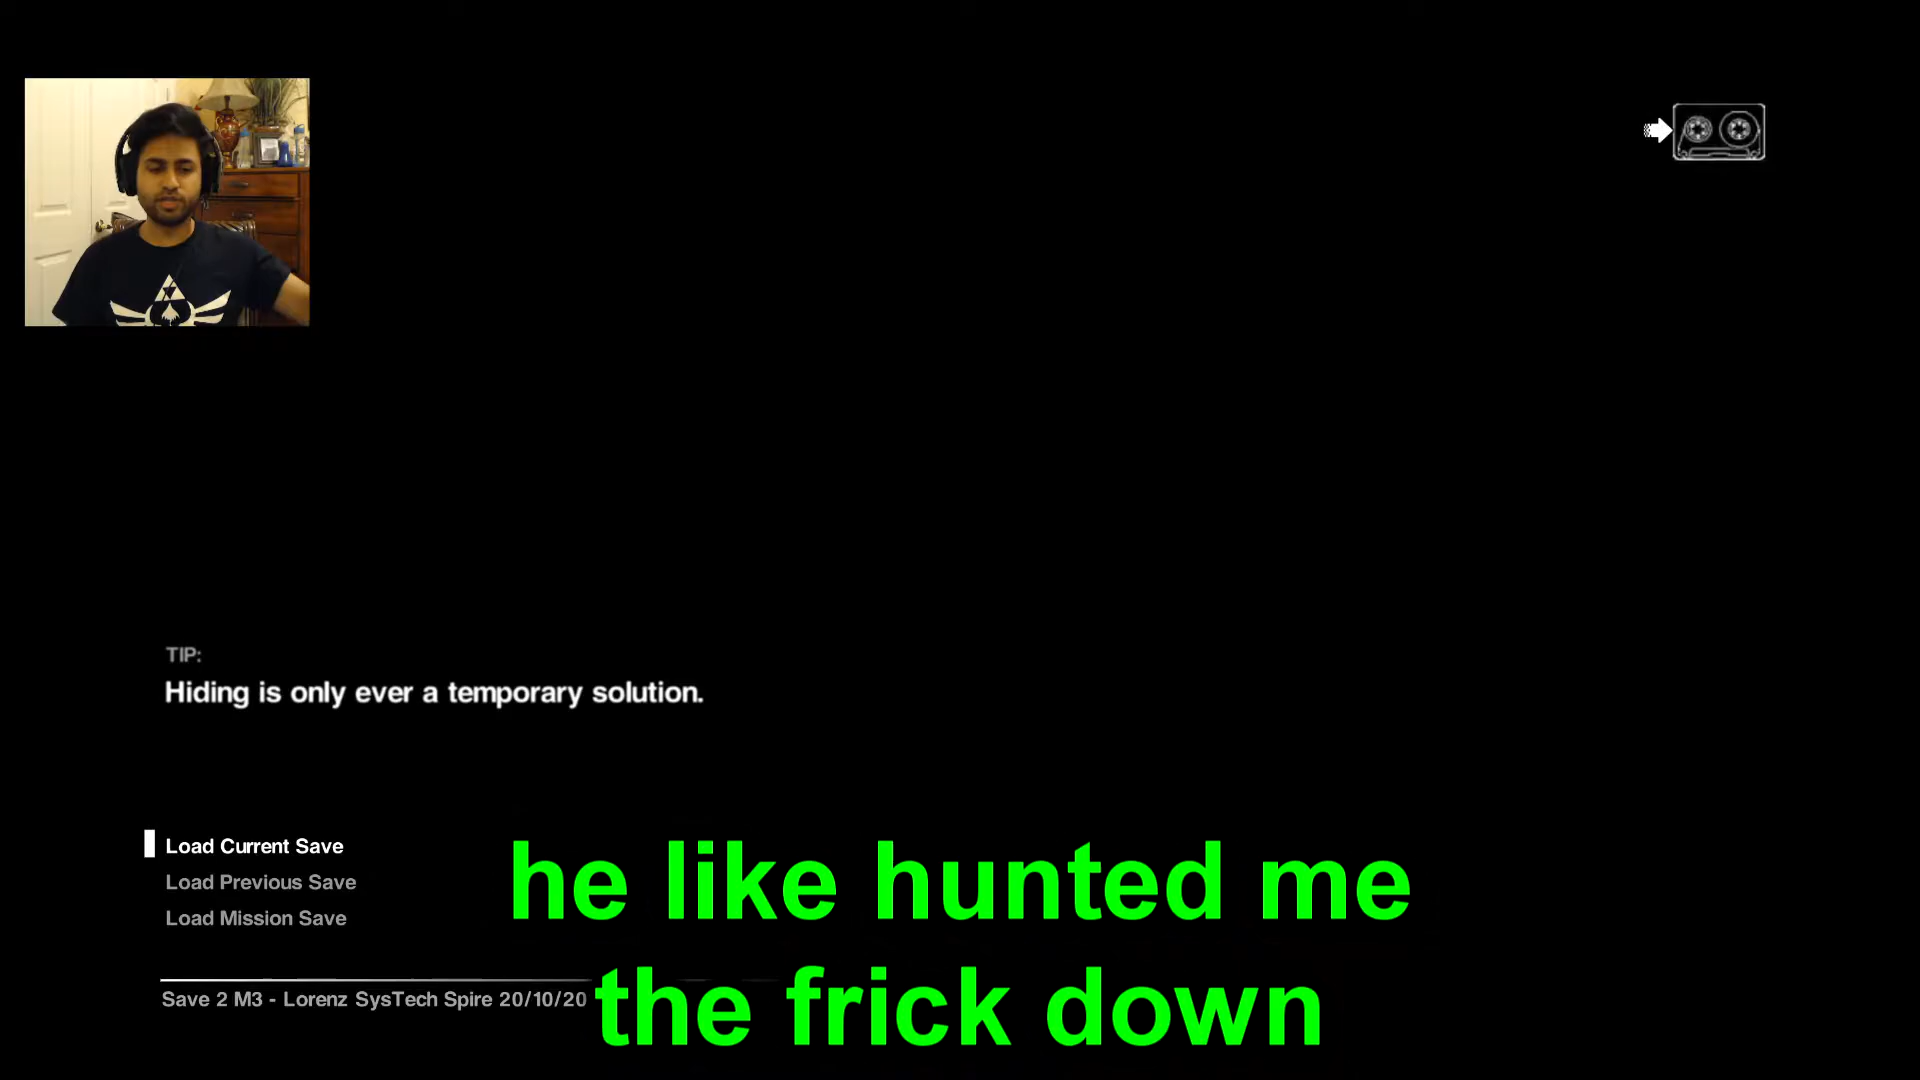 TIP:
Hiding is only ever a temporary solution.
Load Current Save
Load Previous Save
Load Mission Save
he like hunted me
the frick down
Save 2 M3 - Lorenz SysTech Spire 20/10/20